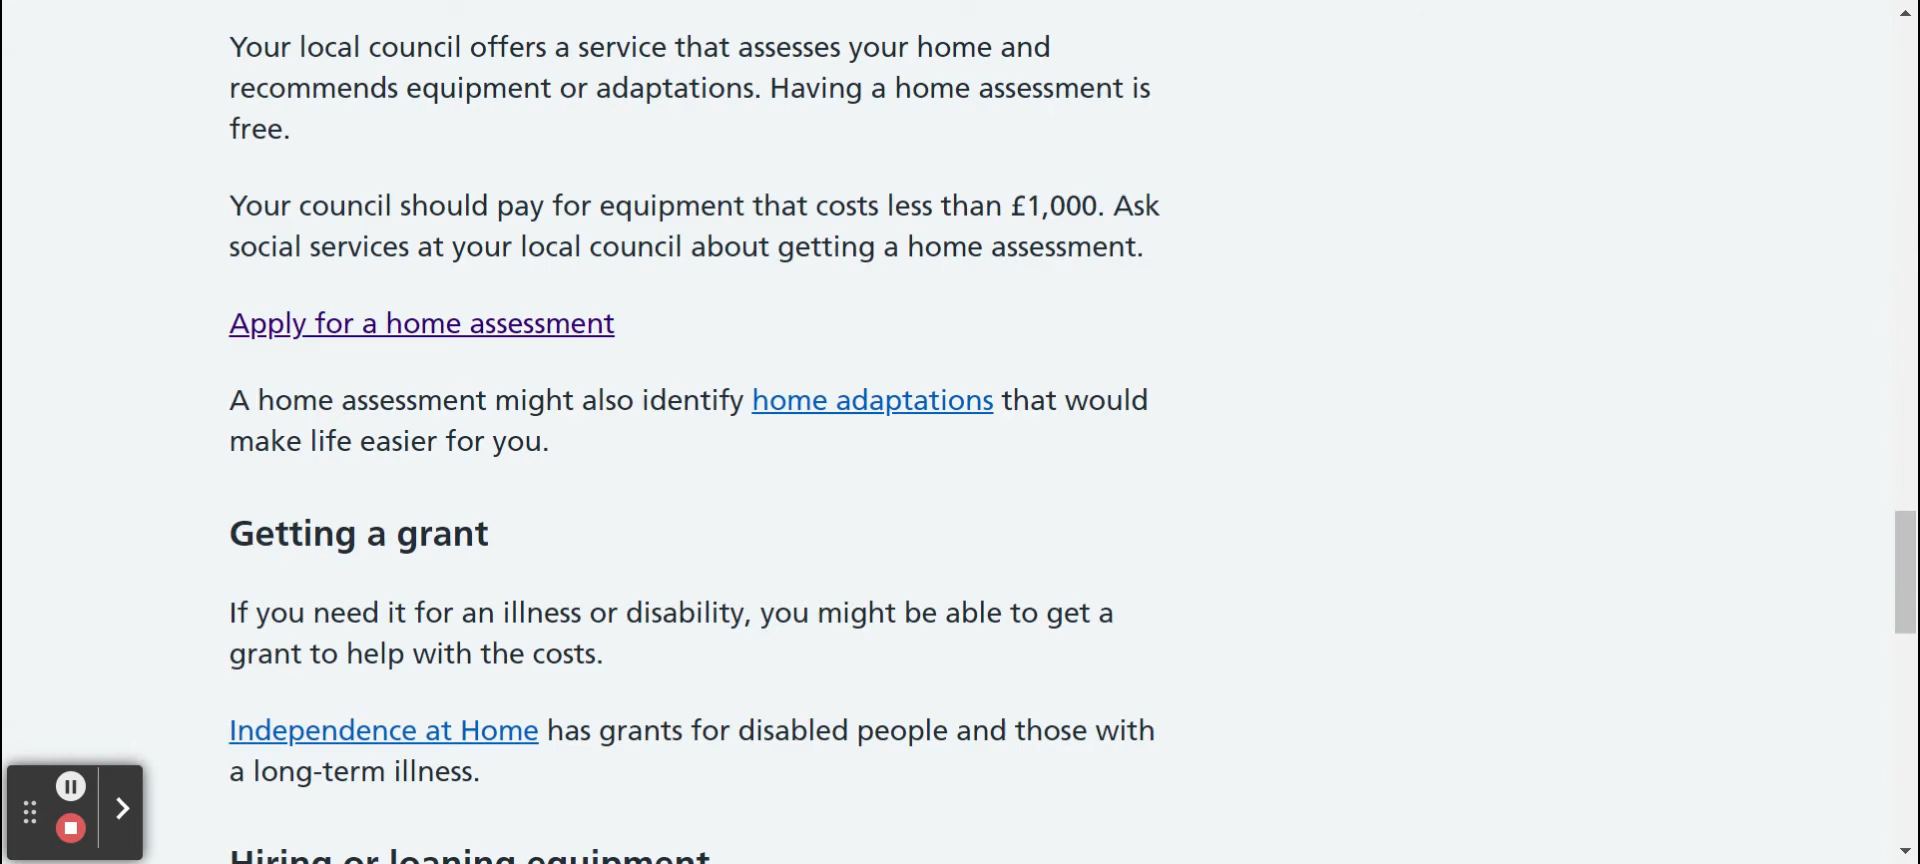 Your local council offers a service that assesses your home and
recommends equipment or adaptations. Having a home assessment is
free.
Your council should pay for equipment that costs less than £1,000. Ask
social services at your local council about getting a home assessment.
Apply for a home assessment
A home assessment might also identify home adaptations that would
make life easier for you.
Getting a grant
If you need it for an illness or disability, you might be able to get a
grant to help with the costs.
Independence at Home has grants for disabled people and those with
a long-term illness.
Hiring or loaning equipment